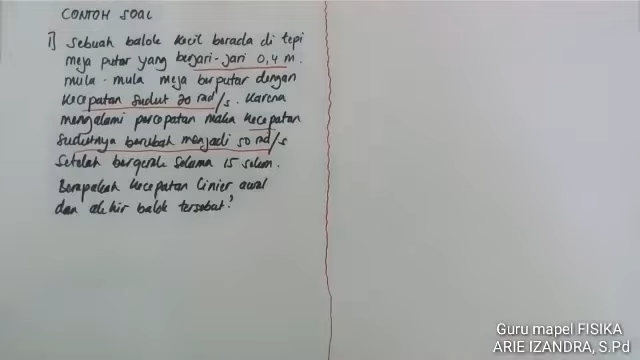 CONTOH SOAL
1] Sebuah balok kecil berada di tepi
meja putar yang berjari-jari 0,4 m.
mula-mula meja berputar dengan
kecepatan sudut 20 rad/s. karena
mengalami percepatan maka kecepatan
sudutnya berubah menjadi 50 rad/s
setelah bergerak selama 15 sekon.
Berapakah kecepatan linier awal
dan akhir balok tersebut?
Guru mapel FISIKA
ARIE IZANDRA, S.Pd